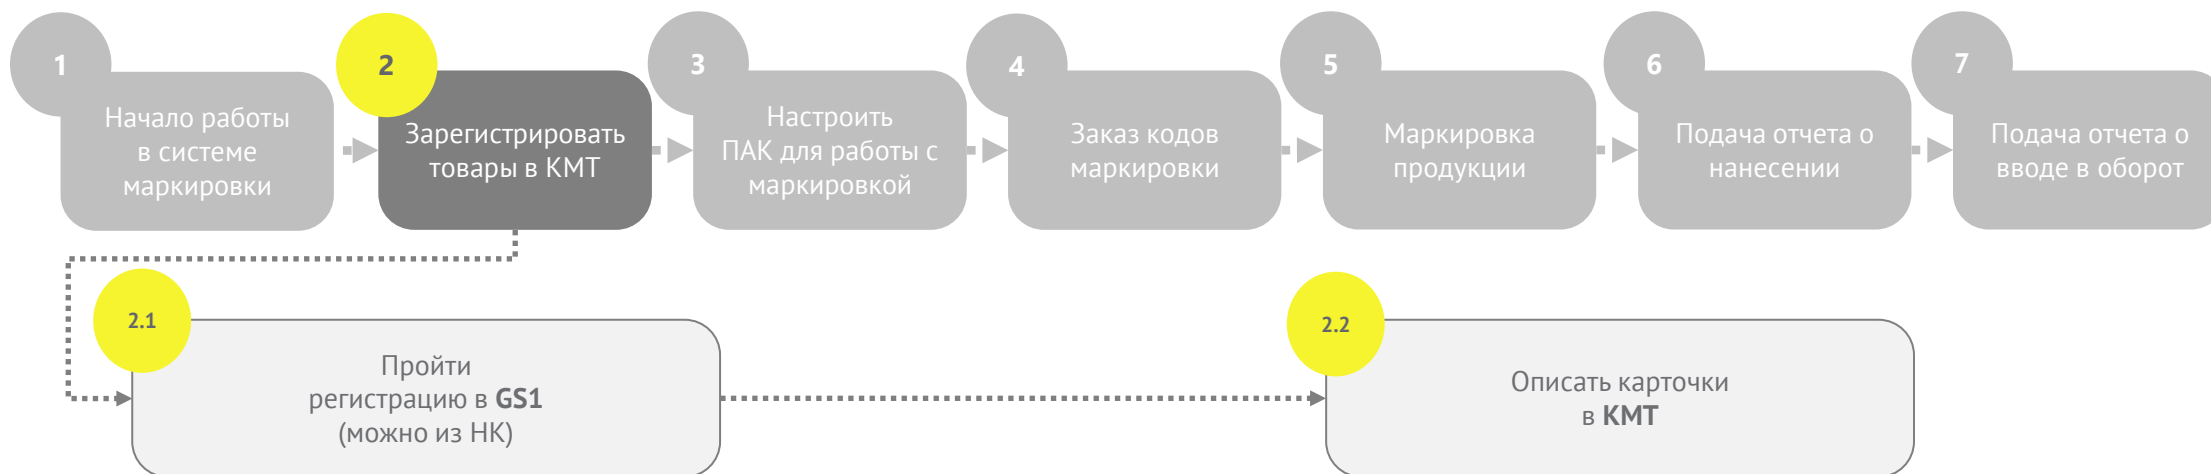 1
Начало работы
в системе
маркировки
2
Зарегистрировать
товары в КМТ
3
Настроить
ПАК для работы с
маркировкой
4
Заказ кодов
маркировки
5
Маркировка
продукции
6
Подача отчета о
нанесении
7
Подача отчета о
вводе в оборот
2.1
Пройти
регистрацию в GS1
(можно из НК)
2.2
Описать карточки
в КМТ